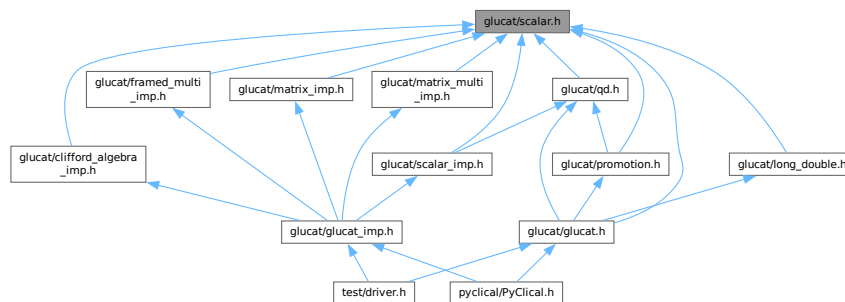 glucat/scalar.h
glucat/framed_multi
_imp.h
glucat/matrix_imp.h
glucat/matrix_multi
_imp.h
glucat/qd.h
glucat/clifford_algebra
_imp.h
glucat/scalar_imp.h
glucat/promotion.h
glucat/long_double.h
glucat/glucat_imp.h
glucat/glucat.h
test/driver.h
pyclical/PyClical.h